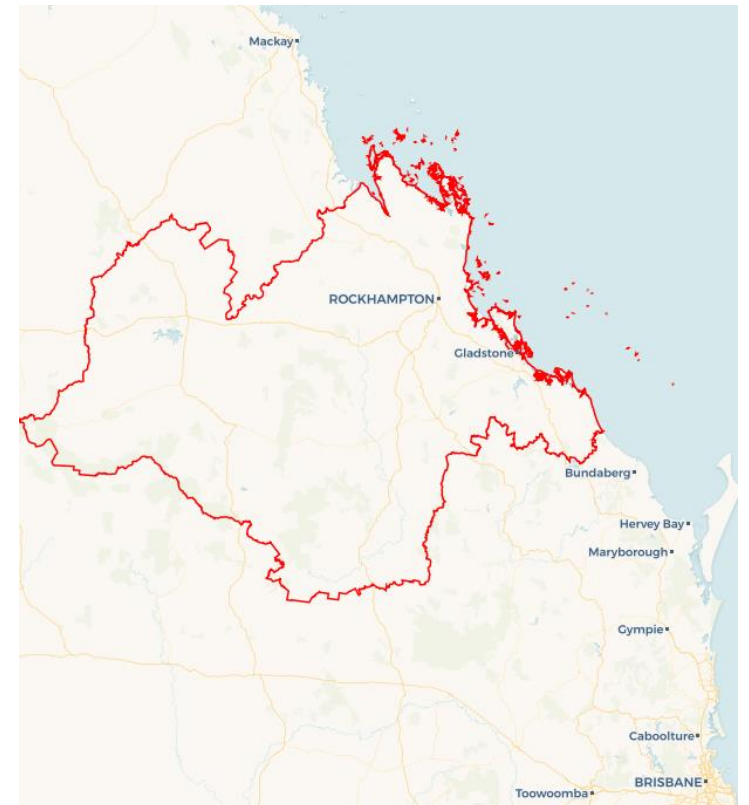 Mackay
ROCKHAMPTON
Gladstone
Bundaberg
Hervey Bay
Maryborough
Gympie
Caboolture
BRISBANE
Toowoomba